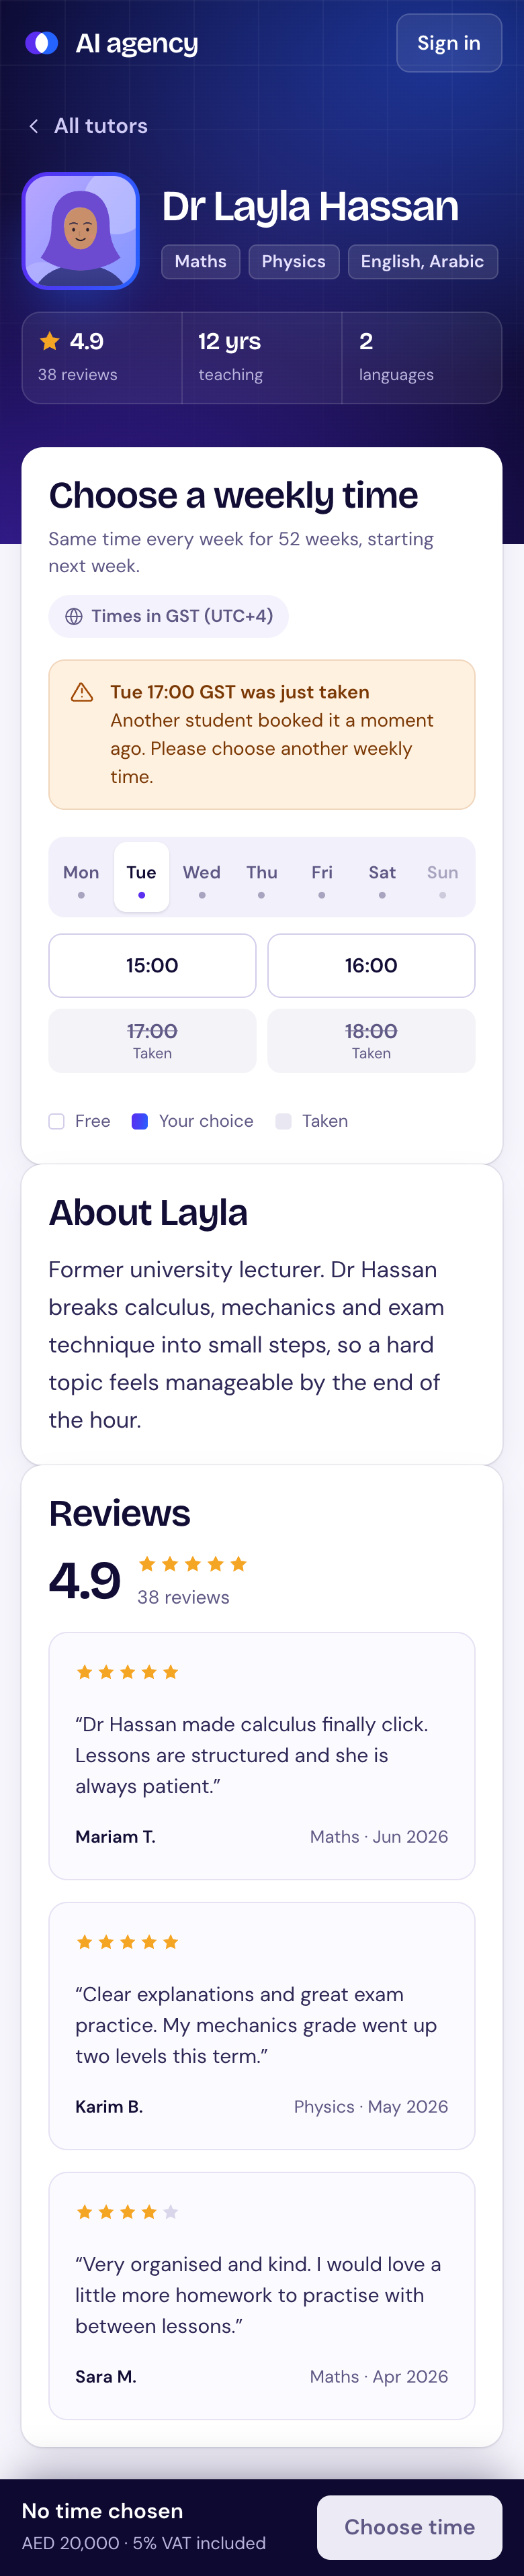 AI agency
Sign in
All tutors
Dr Layla Hassan
Maths
Physics
English, Arabic
4.9
38 reviews
12 yrs
teaching
2
languages
Choose a weekly time
Same time every week for 52 weeks, starting
next week.
Times in GST (UTC+4)
Tue 17:00 GST was just taken
Another student booked it a moment
ago. Please choose another weekly
time.
Mon Tue Wed Thu Fri Sat Sun
15:00
16:00
17:00
Taken
18:00
Taken
Free Your choice Taken
About Layla
Former university lecturer. Dr Hassan
breaks calculus, mechanics and exam
technique into small steps, so a hard
topic feels manageable by the end of
the hour.
Reviews
4.9
38 reviews
“Dr Hassan made calculus finally click.
Lessons are structured and she is
always patient.”
Mariam T. Maths · Jun 2026
“Clear explanations and great exam
practice. My mechanics grade went up
two levels this term.”
Karim B. Physics · May 2026
“Very organised and kind. I would love a
little more homework to practise with
between lessons.”
Sara M. Maths · Apr 2026
No time chosen
AED 20,000 · 5% VAT included
Choose time